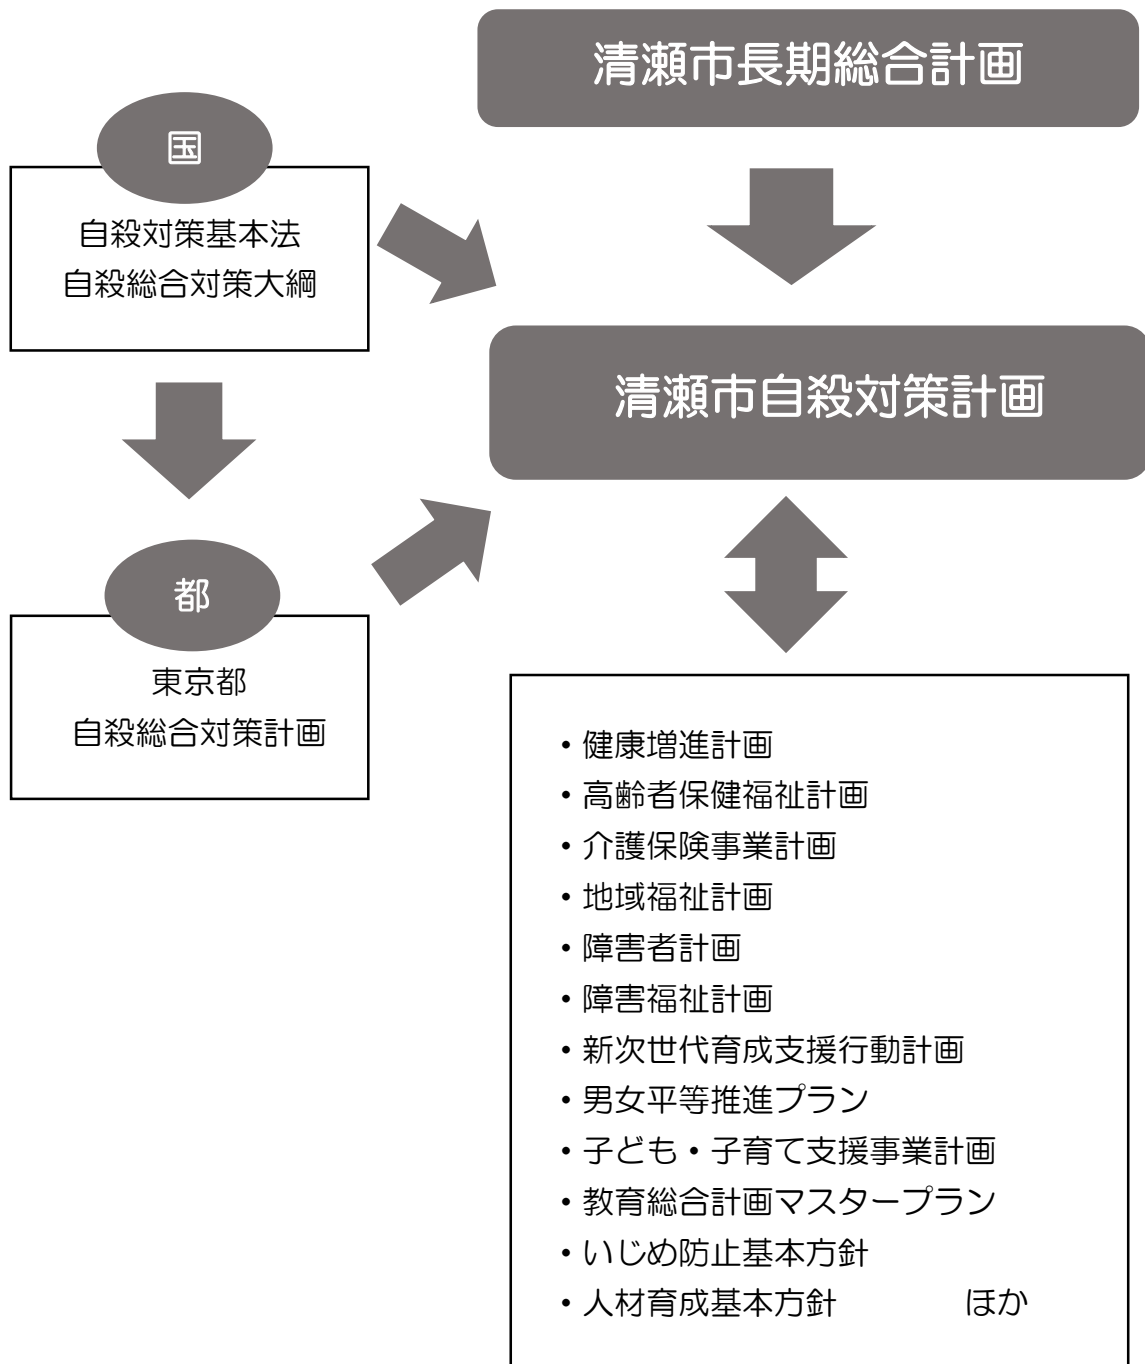 清瀬市長期総合計画
国
自殺対策基本法
自殺総合対策大綱
清瀬市自殺対策計画
都
東京都
自殺総合対策計画
・健康増進計画
・高齢者保健福祉計画
・介護保険事業計画
・地域福祉計画
・障害者計画
・障害福祉計画
・新次世代育成支援行動計画
・男女平等推進プラン
・子ども・子育て支援事業計画
・教育総合計画マスタープラン
・いじめ防止基本方針
・人材育成基本方針　　　　ほか